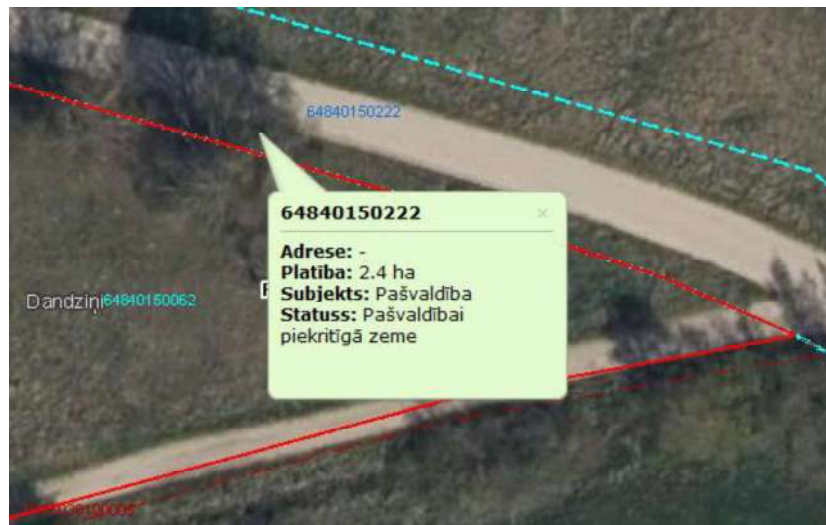 64840150222
64840150222
Adrese: -
Platība: 2.4 ha
Subjekts: Pašvaldība
Statuss: Pašvaldībai
piekritīgā zeme
Dandziņi 64840150062